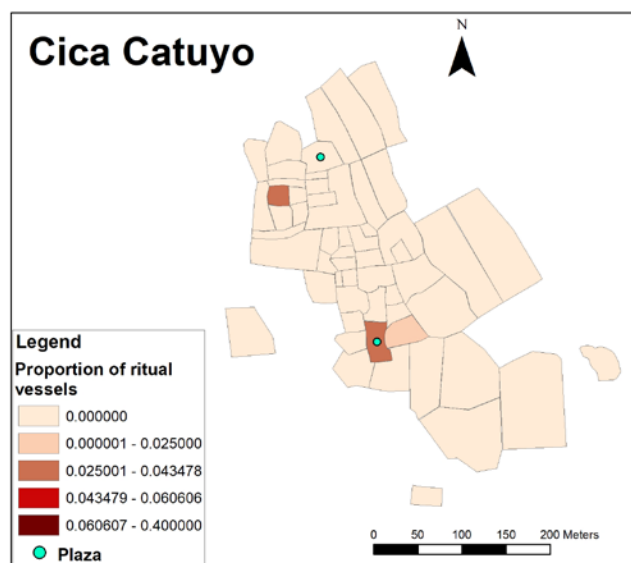 Cica Catuyo
N
Legend
Proportion of ritual
vessels
0.000000
0.000001 - 0.025000
0.025001 - 0.043478
0.043479 - 0.060606
0.060607 - 0.400000
Plaza
0 50 100 150 200 Meters